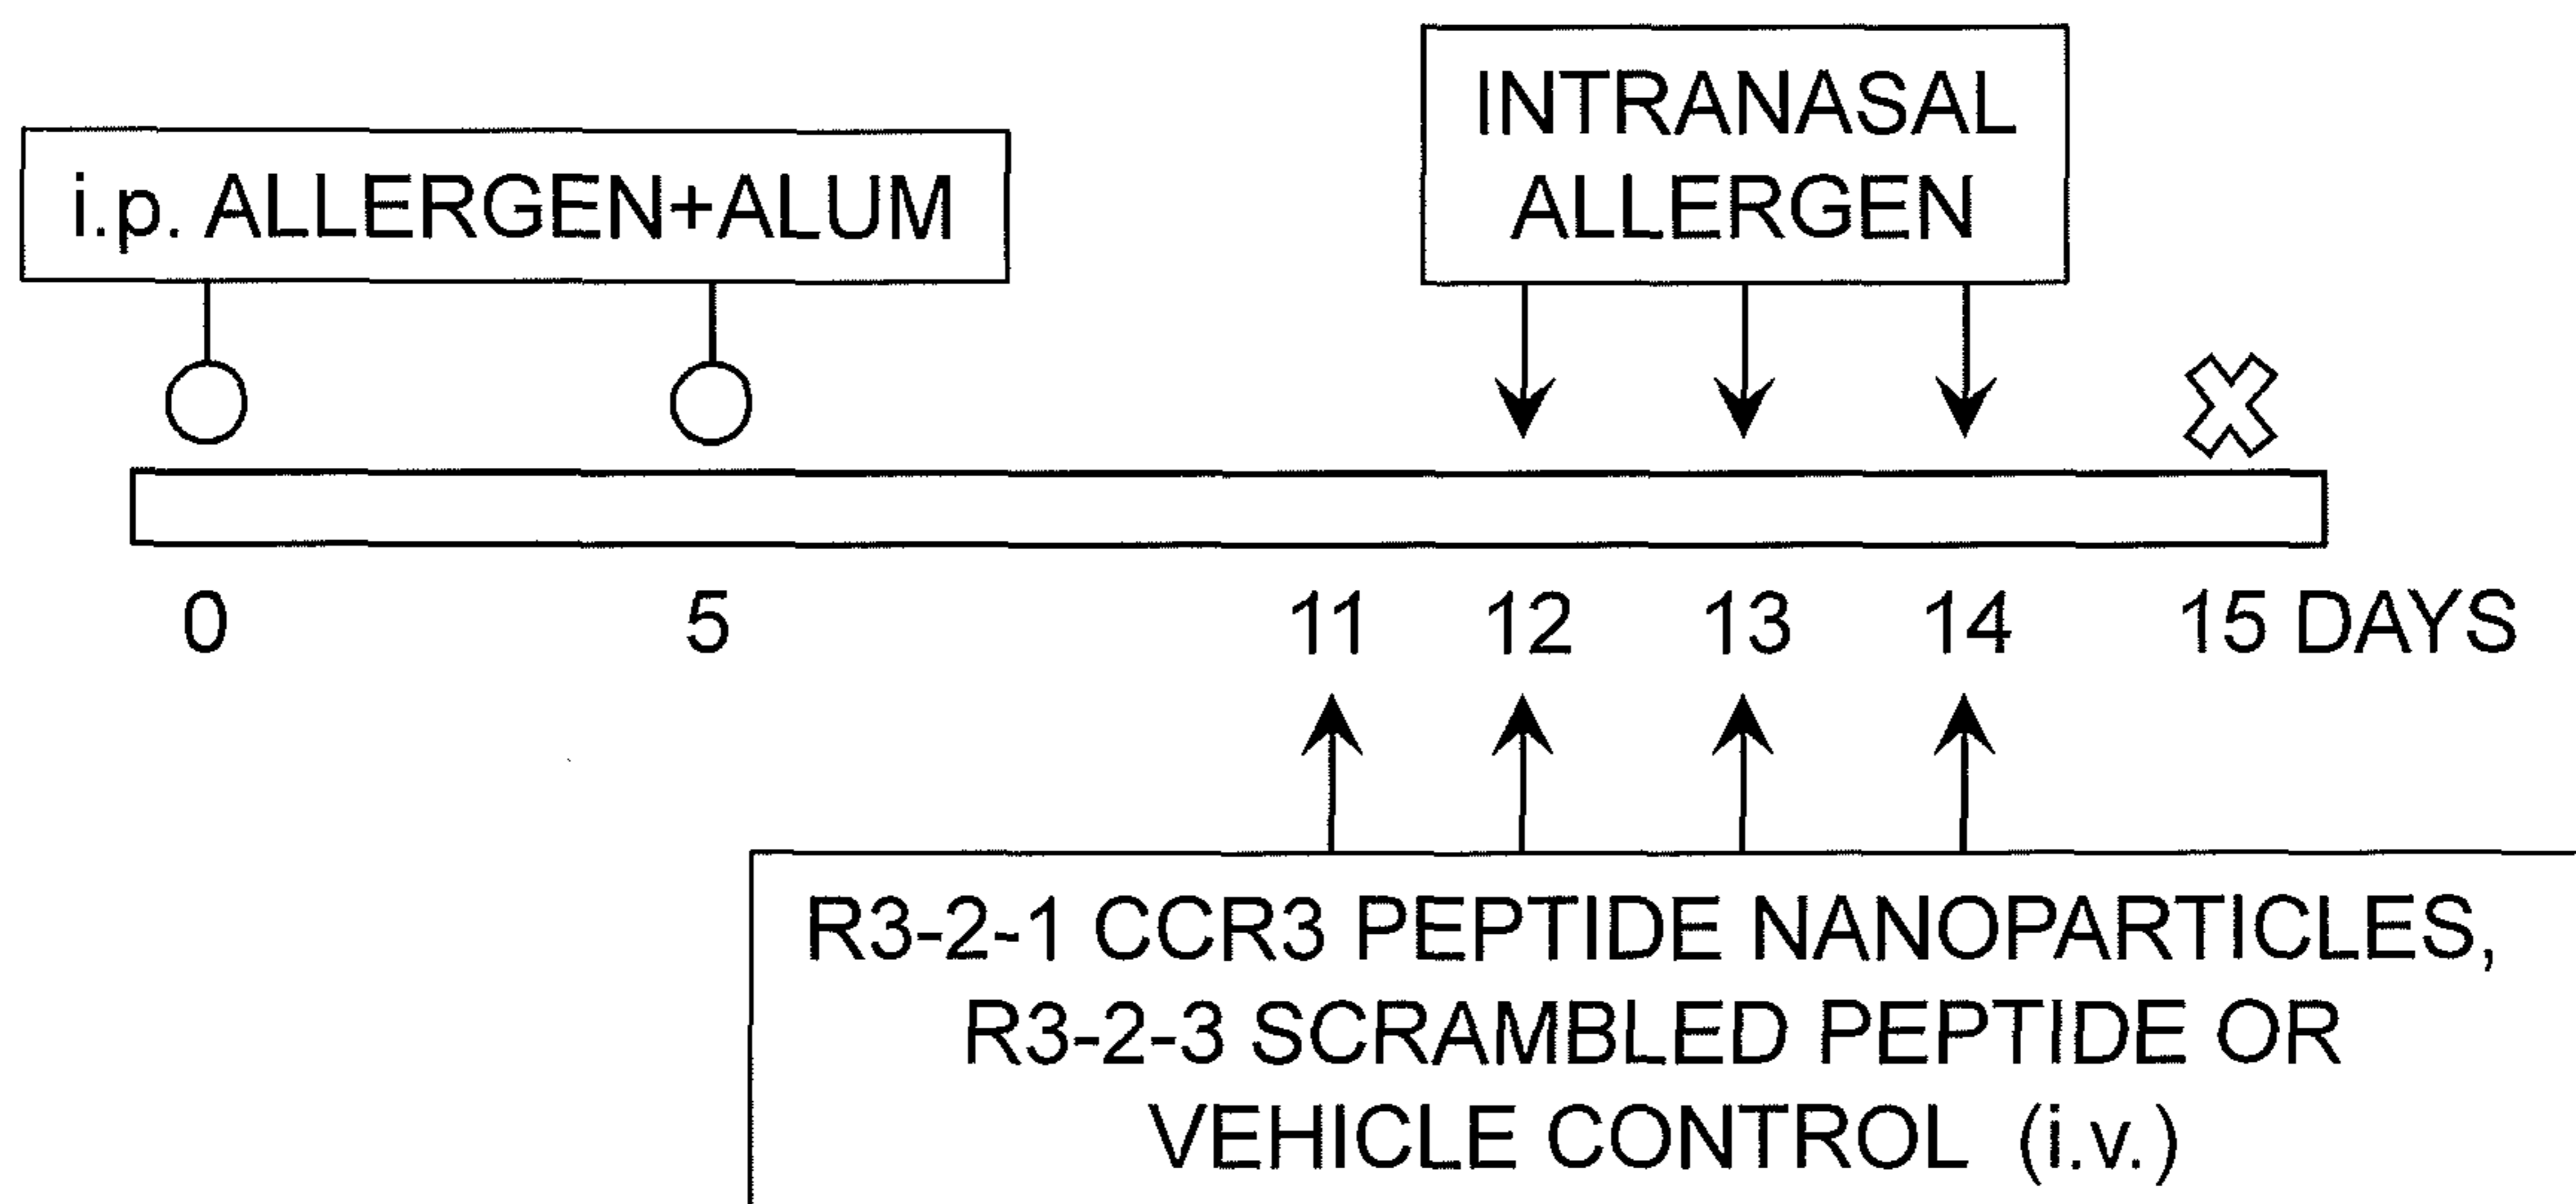 i.p. ALLERGEN+ALUM
INTRANASAL
ALLERGEN
0 5 11 12 13 14 15 DAYS
R3-2-1 CCR3 PEPTIDE NANOPARTICLES,
R3-2-3 SCRAMBLED PEPTIDE OR
VEHICLE CONTROL (i.v.)